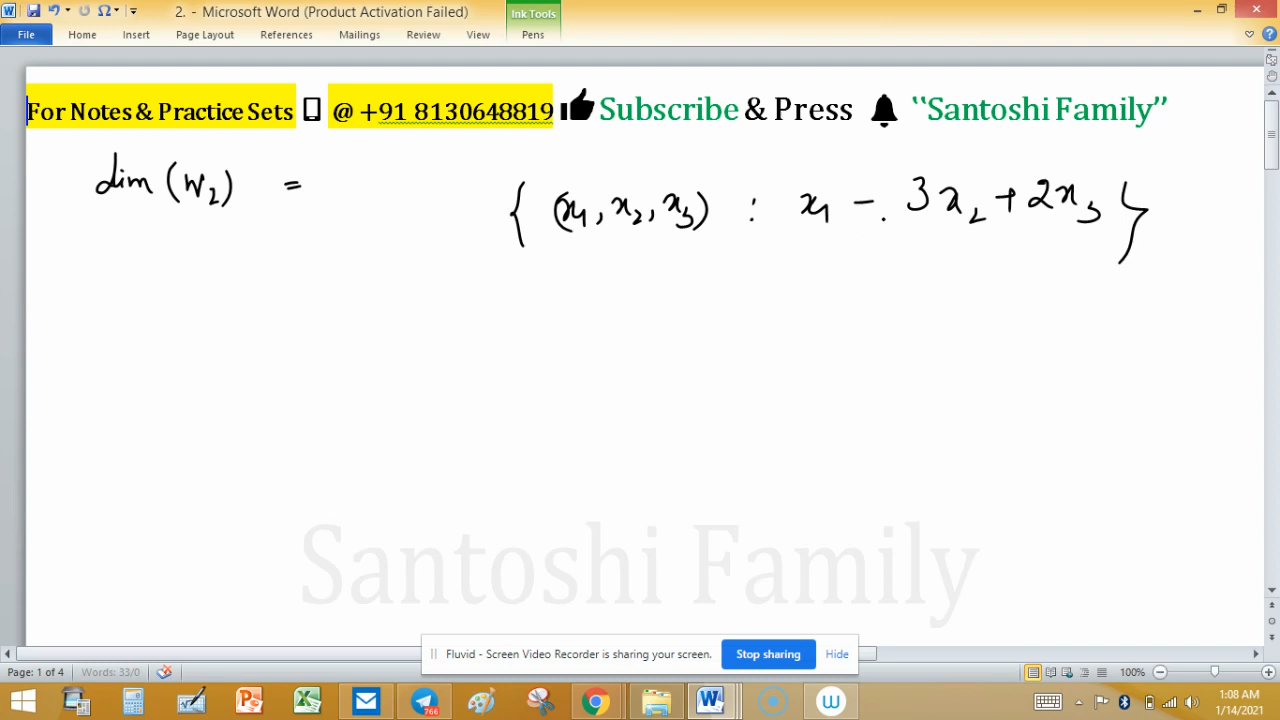 2. - Microsoft Word (Product Activation Failed)
Ink Tools
File Home Insert Page Layout References Mailings Review View Pens
For Notes & Practice Sets @ +91 8130648819 Subscribe & Press "Santoshi Family"
dim (W₂) = { (x₁, x₂, x₃) : x₁ - 3x₂ + 2x₃ }
Santoshi Family
Fluvid - Screen Video Recorder is sharing your screen. Stop sharing Hide
Page: 1 of 4 Words: 33/0 100%
766
1:08 AM
1/14/2021